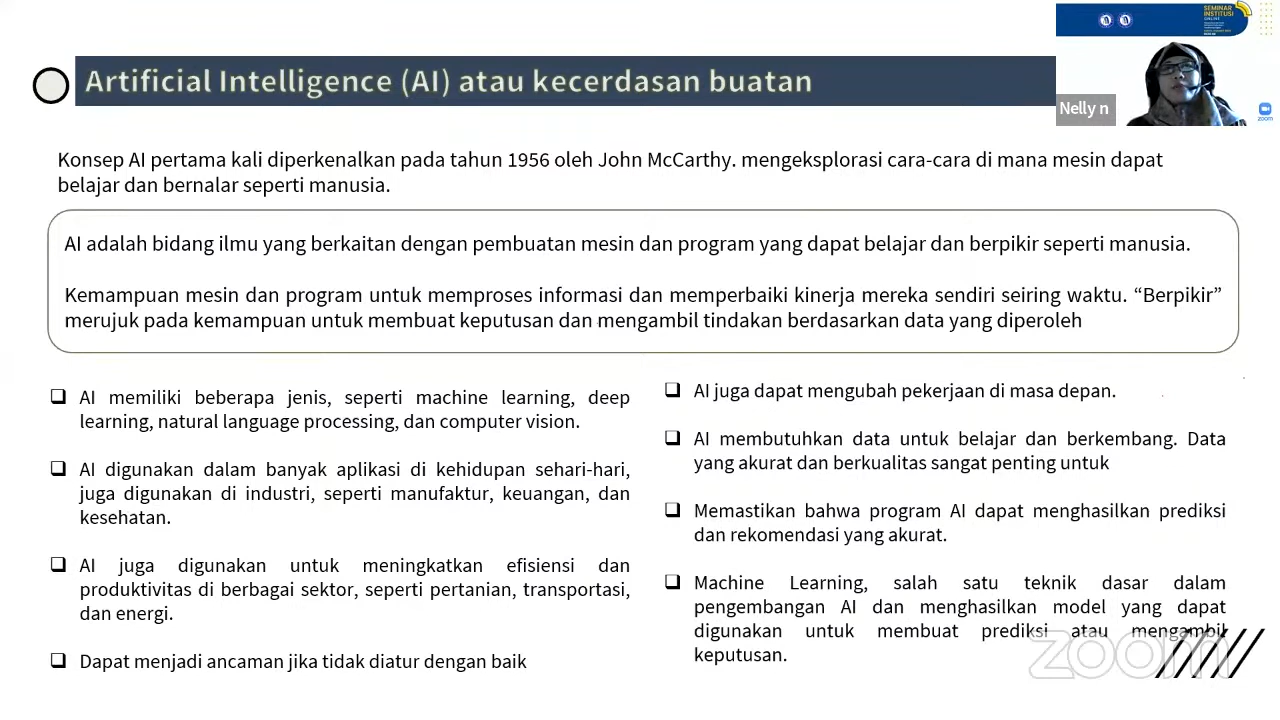 SEMINAR
INSTITUSI
ONLINE
Artificial Intelligence (AI) atau kecerdasan buatan
Nelly n
zoom
Konsep AI pertama kali diperkenalkan pada tahun 1956 oleh John McCarthy. mengeksplorasi cara-cara di mana mesin dapat
belajar dan bernalar seperti manusia.
AI adalah bidang ilmu yang berkaitan dengan pembuatan mesin dan program yang dapat belajar dan berpikir seperti manusia.
Kemampuan mesin dan program untuk memproses informasi dan memperbaiki kinerja mereka sendiri seiring waktu. “Berpikir”
merujuk pada kemampuan untuk membuat keputusan dan mengambil tindakan berdasarkan data yang diperoleh
AI memiliki beberapa jenis, seperti machine learning, deep
learning, natural language processing, dan computer vision.
AI digunakan dalam banyak aplikasi di kehidupan sehari-hari,
juga digunakan di industri, seperti manufaktur, keuangan, dan
kesehatan.
AI juga digunakan untuk meningkatkan efisiensi dan
produktivitas di berbagai sektor, seperti pertanian, transportasi,
dan energi.
Dapat menjadi ancaman jika tidak diatur dengan baik
AI juga dapat mengubah pekerjaan di masa depan.
AI membutuhkan data untuk belajar dan berkembang. Data
yang akurat dan berkualitas sangat penting untuk
Memastikan bahwa program AI dapat menghasilkan prediksi
dan rekomendasi yang akurat.
Machine Learning, salah satu teknik dasar dalam
pengembangan AI dan menghasilkan model yang dapat
digunakan untuk membuat prediksi atau mengambil
keputusan.
zoom